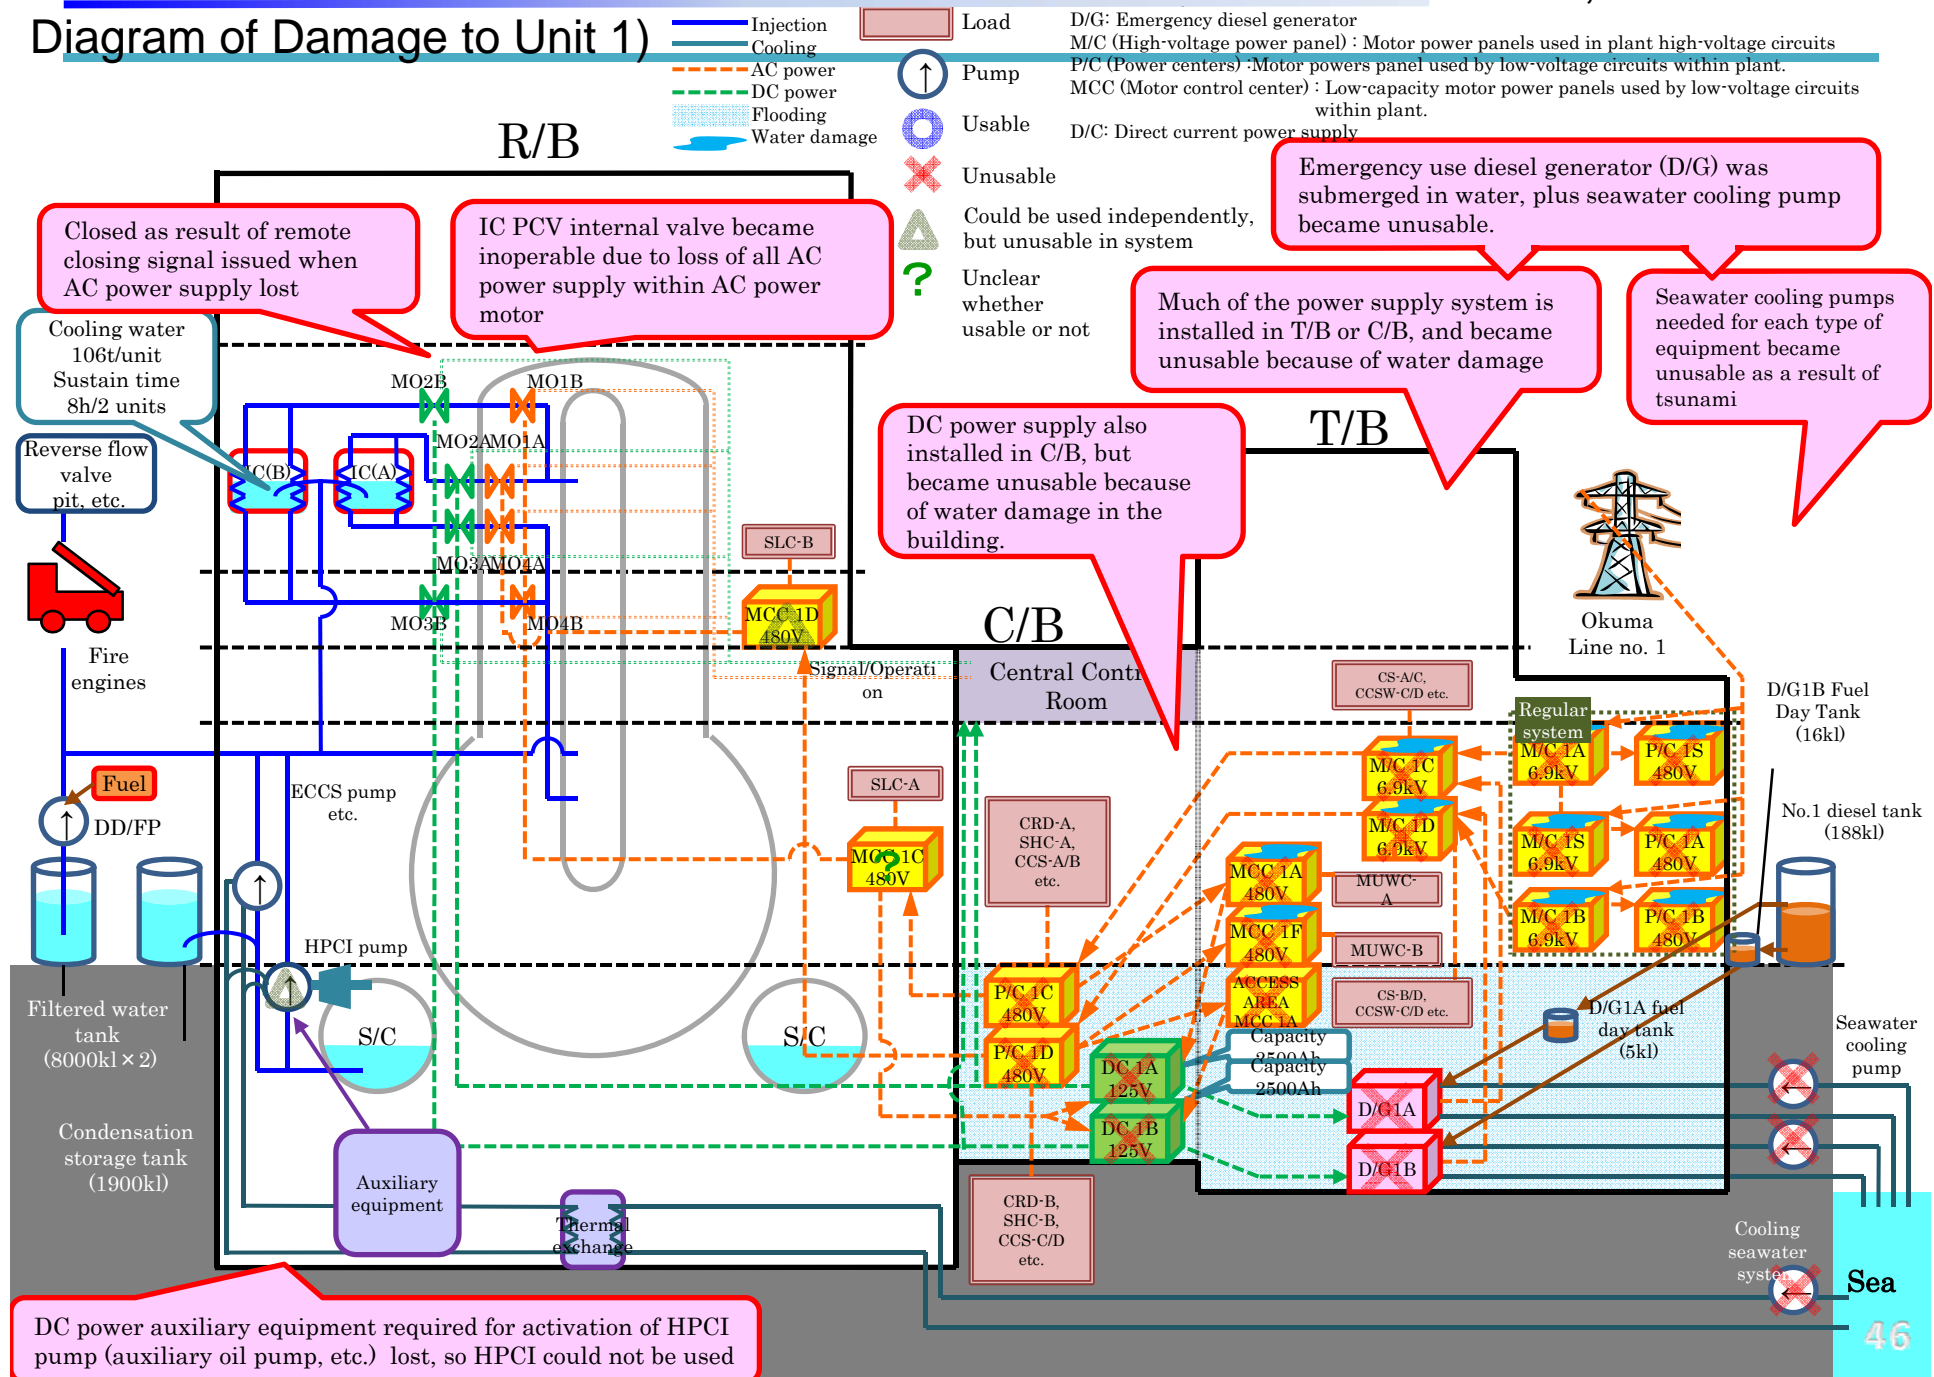 Diagram of Damage to Unit 1)
Injection
Cooling
AC power
DC power
Flooding
Water damage
Load
Pump
Usable
Unusable
Could be used independently,
but unusable in system
Unclear
whether
usable or not
D/G: Emergency diesel generator
M/C (High-voltage power panel) : Motor power panels used in plant high-voltage circuits
P/C (Power centers) :Motor powers panel used by low-voltage circuits within plant.
MCC (Motor control center) : Low-capacity motor power panels used by low-voltage circuits
within plant.
D/C: Direct current power supply
R/B
Closed as result of remote
closing signal issued when
AC power supply lost
IC PCV internal valve became
inoperable due to loss of all AC
power supply within AC power
motor
Emergency use diesel generator (D/G) was
submerged in water, plus seawater cooling pump
became unusable.
Much of the power supply system is
installed in T/B or C/B, and became
unusable because of water damage
Seawater cooling pumps
needed for each type of
equipment became
unusable as a result of
tsunami
Cooling water
106t/unit
Sustain time
8h/2 units
Reverse flow
valve
pit, etc.
DC power supply also
installed in C/B, but
became unusable because
of water damage in the
building.
T/B
C/B
MO2B
MO1B
MO2A
MO1A
IC(B)
IC(A)
MO3A
MO4A
MO3B
MO4B
SLC-B
MCC 1D
480V
Fire
engines
Signal/Operati
on
Central Contr
Room
Okuma
Line no. 1
CS-A/C,
CCSW-C/D etc.
Regular
system
D/G1B Fuel
Day Tank
(16kl)
M/C 1C
6.9kV
M/C 1A
6.9kV
P/C 1S
480V
Fuel
DD/FP
ECCS pump
etc.
SLC-A
MCC 1C
480V
CRD-A,
SHC-A,
CCS-A/B
etc.
M/C 1D
6.9kV
M/C 1S
6.9kV
P/C 1A
480V
No.1 diesel tank
(188kl)
MCC 1A
480V
MUWC-
A
MCC 1F
480V
MUWC-B
M/C 1B
6.9kV
P/C 1B
480V
HPCI pump
Filtered water
tank
(8000kl×2)
S/C
S/C
P/C 1C
480V
P/C 1D
480V
ACCESS
AREA
MCC 1A
CS-B/D,
CCSW-C/D etc.
Capacity
2500Ah
Capacity
2500Ah
DC 1A
125V
DC 1B
125V
D/G1A fuel
day tank
(5kl)
D/G1A
D/G1B
Seawater
cooling
pump
Condensation
storage tank
(1900kl)
Auxiliary
equipment
Thermal
exchange
CRD-B,
SHC-B,
CCS-C/D
etc.
Cooling
seawater
system
Sea
DC power auxiliary equipment required for activation of HPCI
pump (auxiliary oil pump, etc.) lost, so HPCI could not be used
46